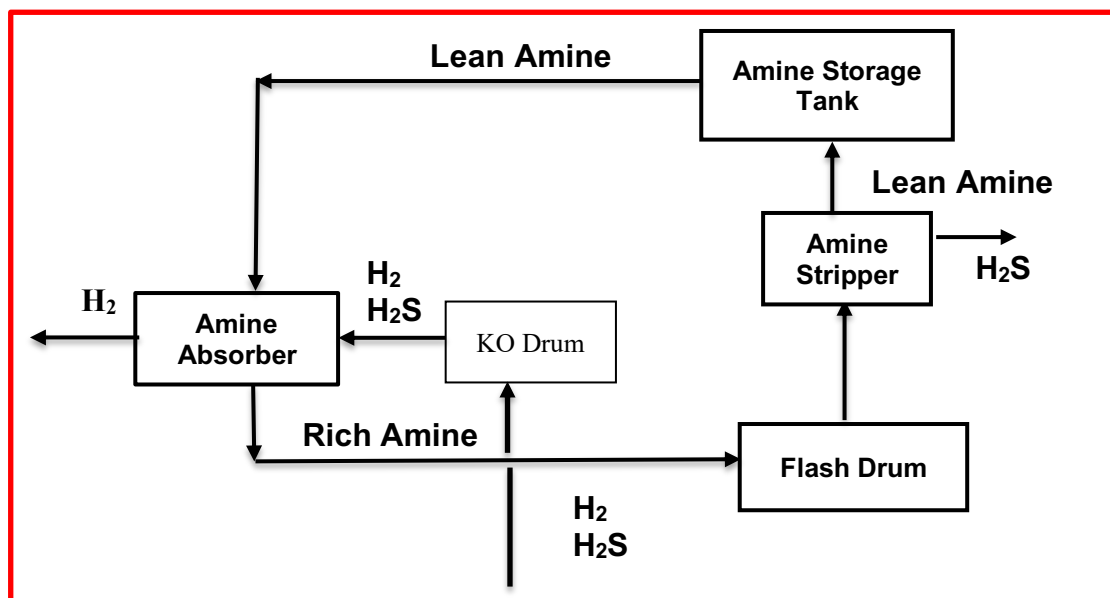 Lean Amine
Amine Storage
Tank
Lean Amine
Amine
Stripper
H₂S
H₂
H₂S
H₂
Amine
Absorber
KO Drum
Rich Amine
Flash Drum
H₂
H₂S